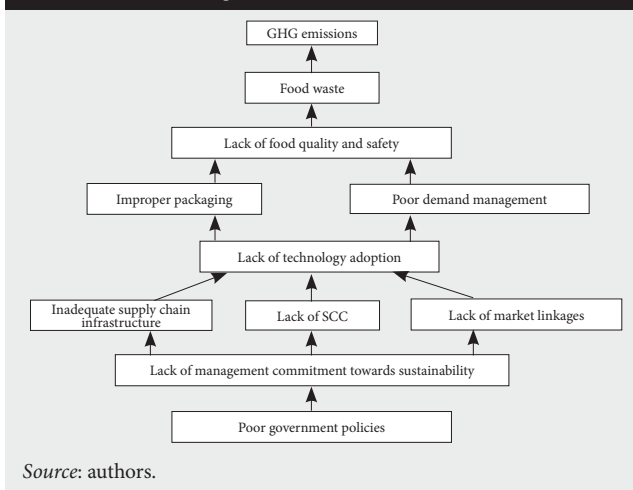 GHG emissions
Food waste
Lack of food quality and safety
Improper packaging
Poor demand management
Lack of technology adoption
Inadequate supply chain
infrastructure
Lack of SCC
Lack of market linkages
Lack of management commitment towards sustainability
Poor government policies
Source: authors.